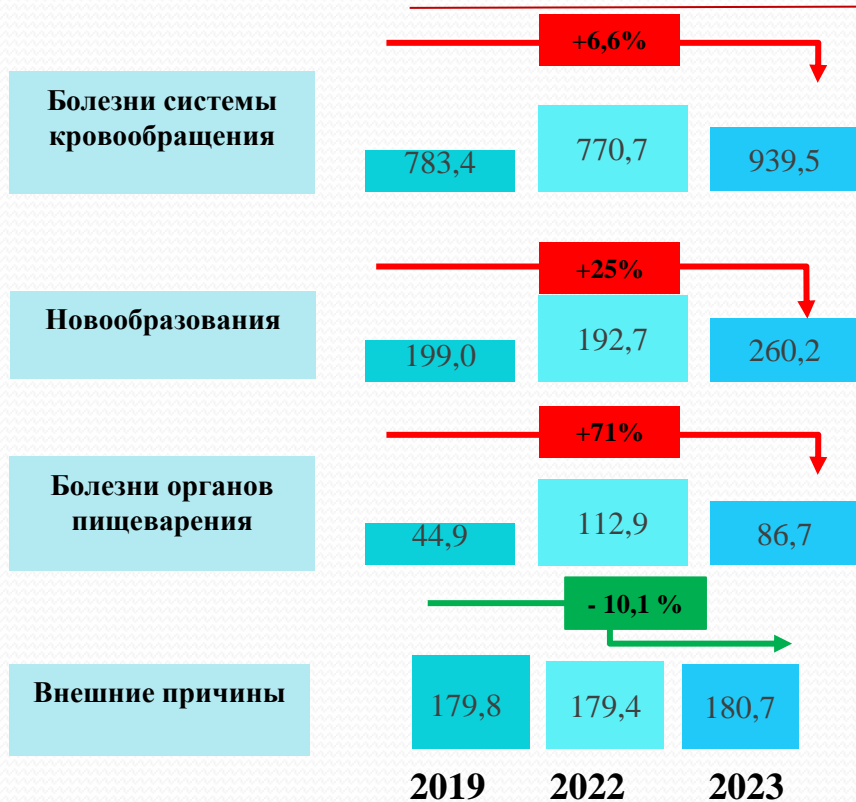 +6,6%
Болезни системы
кровообращения
783,4
770,7
939,5
+25%
Новообразования
199,0
192,7
260,2
+71%
Болезни органов
пищеварения
44,9
112,9
86,7
- 10,1 %
Внешние причины
179,8
179,4
180,7
2019
2022
2023